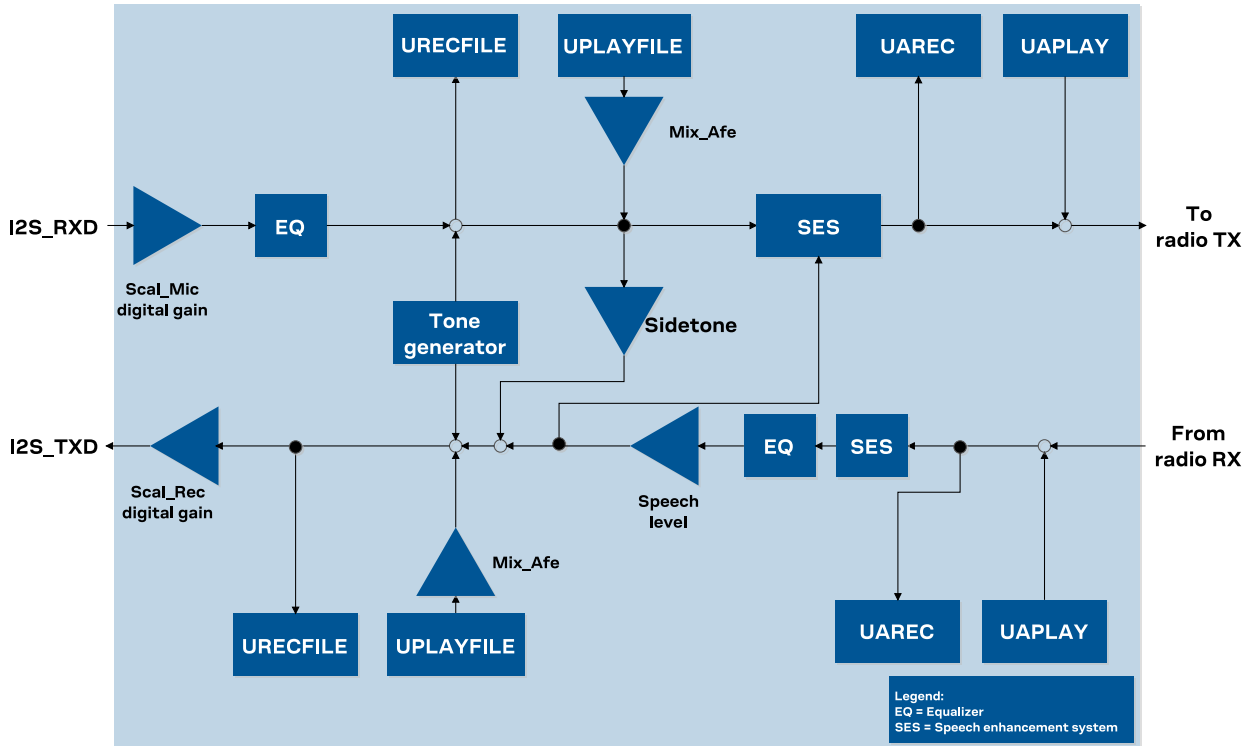 URECFILE
UPLAYFILE
UAREC
UAPLAY
Mix_Afe
I2S_RXD
EQ
SES
To
radio TX
Scal_Mic
digital gain
Tone
generator
Sidetone
I2S_TXD
EQ
SES
From
radio RX
Scal_Rec
digital gain
Speech
level
Mix_Afe
URECFILE
UPLAYFILE
UAREC
UAPLAY
Legend:
EQ = Equalizer
SES = Speech enhancement system